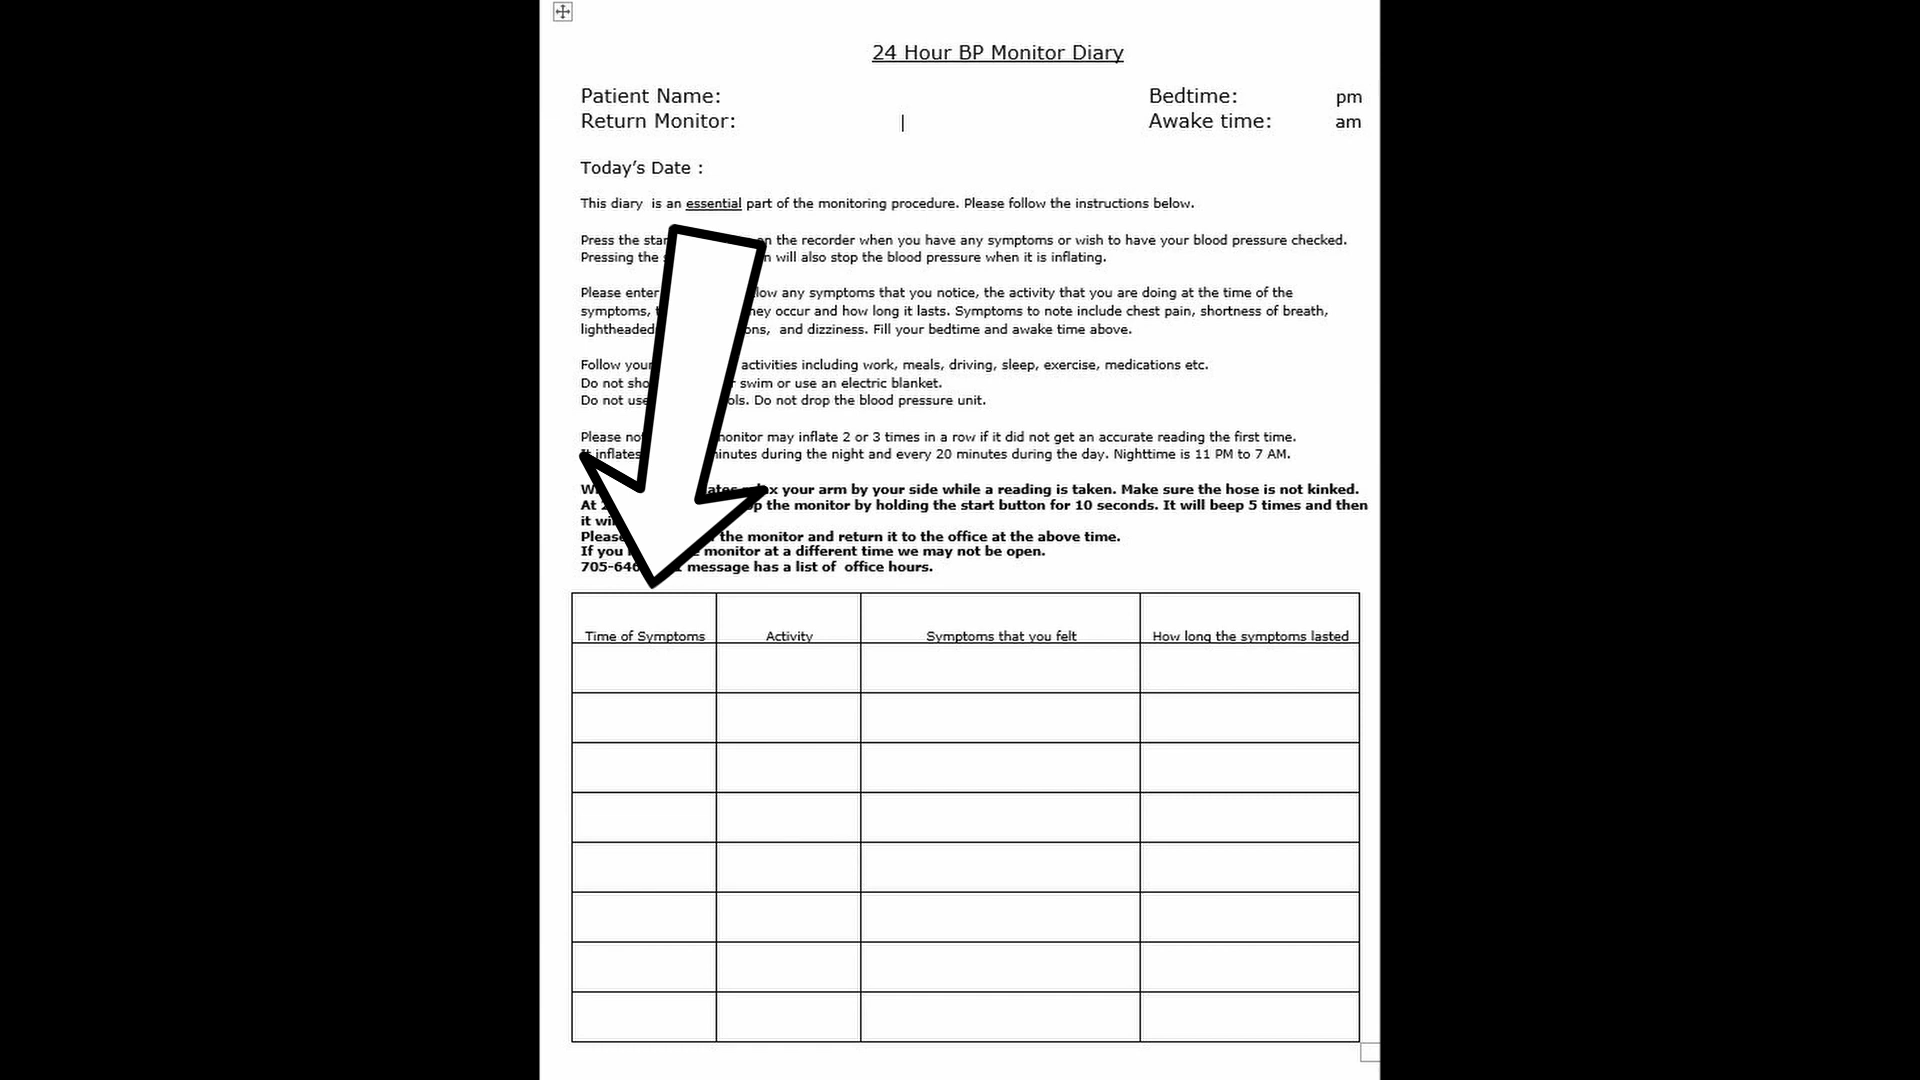 24 Hour BP Monitor Diary
Patient Name: Bedtime: pm
Return Monitor: Awake time: am
Today’s Date :
This diary is an essential part of the monitoring procedure. Please follow the instructions below.
Press the on the recorder when you have any symptoms or wish to have your blood pressure checked.
Pressing the will also stop the blood pressure when it is inflating.
Please enter any symptoms that you notice, the activity that you are doing at the time of the
symptoms, they occur and how long it lasts. Symptoms to note include chest pain, shortness of breath,
and dizziness. Fill your bedtime and awake time above.
Follow your activities including work, meals, driving, sleep, exercise, medications etc.
Do not swim or use an electric blanket.
Do not use Do not drop the blood pressure unit.
Please monitor may inflate 2 or 3 times in a row if it did not get an accurate reading the first time.
It inflates minutes during the night and every 20 minutes during the day. Nighttime is 11 PM to 7 AM.
relax your arm by your side while a reading is taken. Make sure the hose is not kinked.
At the monitor by holding the start button for 10 seconds. It will beep 5 times and then
it
Please the monitor and return it to the office at the above time.
If you monitor at a different time we may not be open.
message has a list of office hours.
Time of Symptoms Activity Symptoms that you felt How long the symptoms lasted